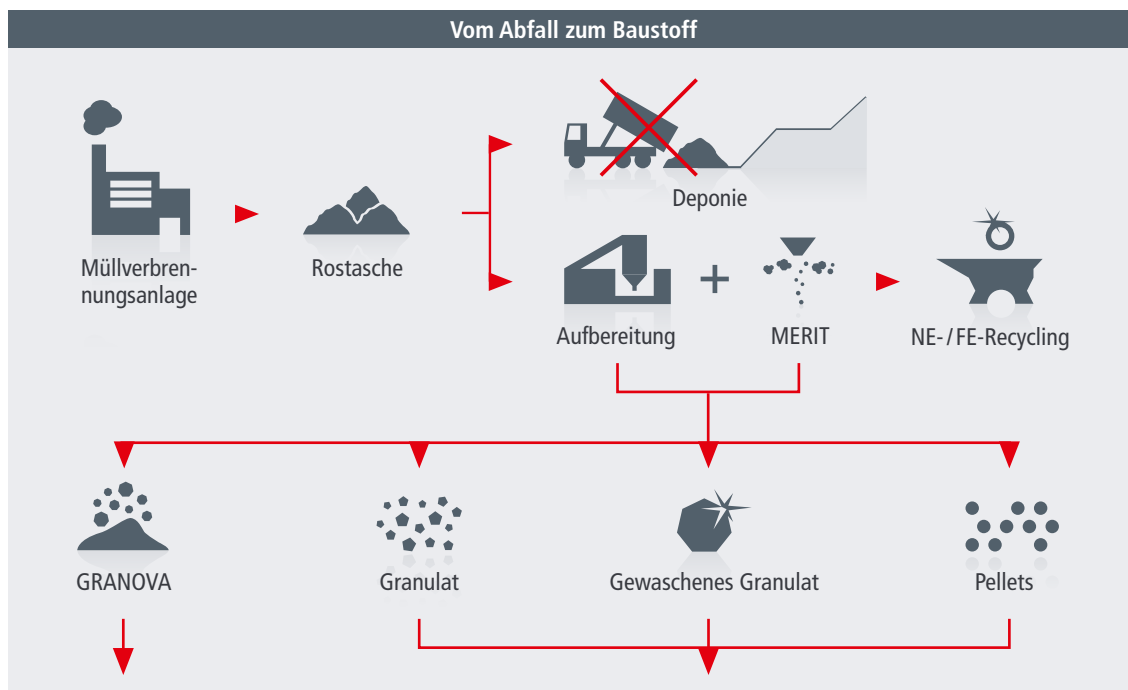 Vom Abfall zum Baustoff
Deponie
Müllverbren-
nungsanlage
Rostasche
Aufbereitung
MERIT
NE-/FE-Recycling
GRANOVA
Granulat
Gewaschenes Granulat
Pellets